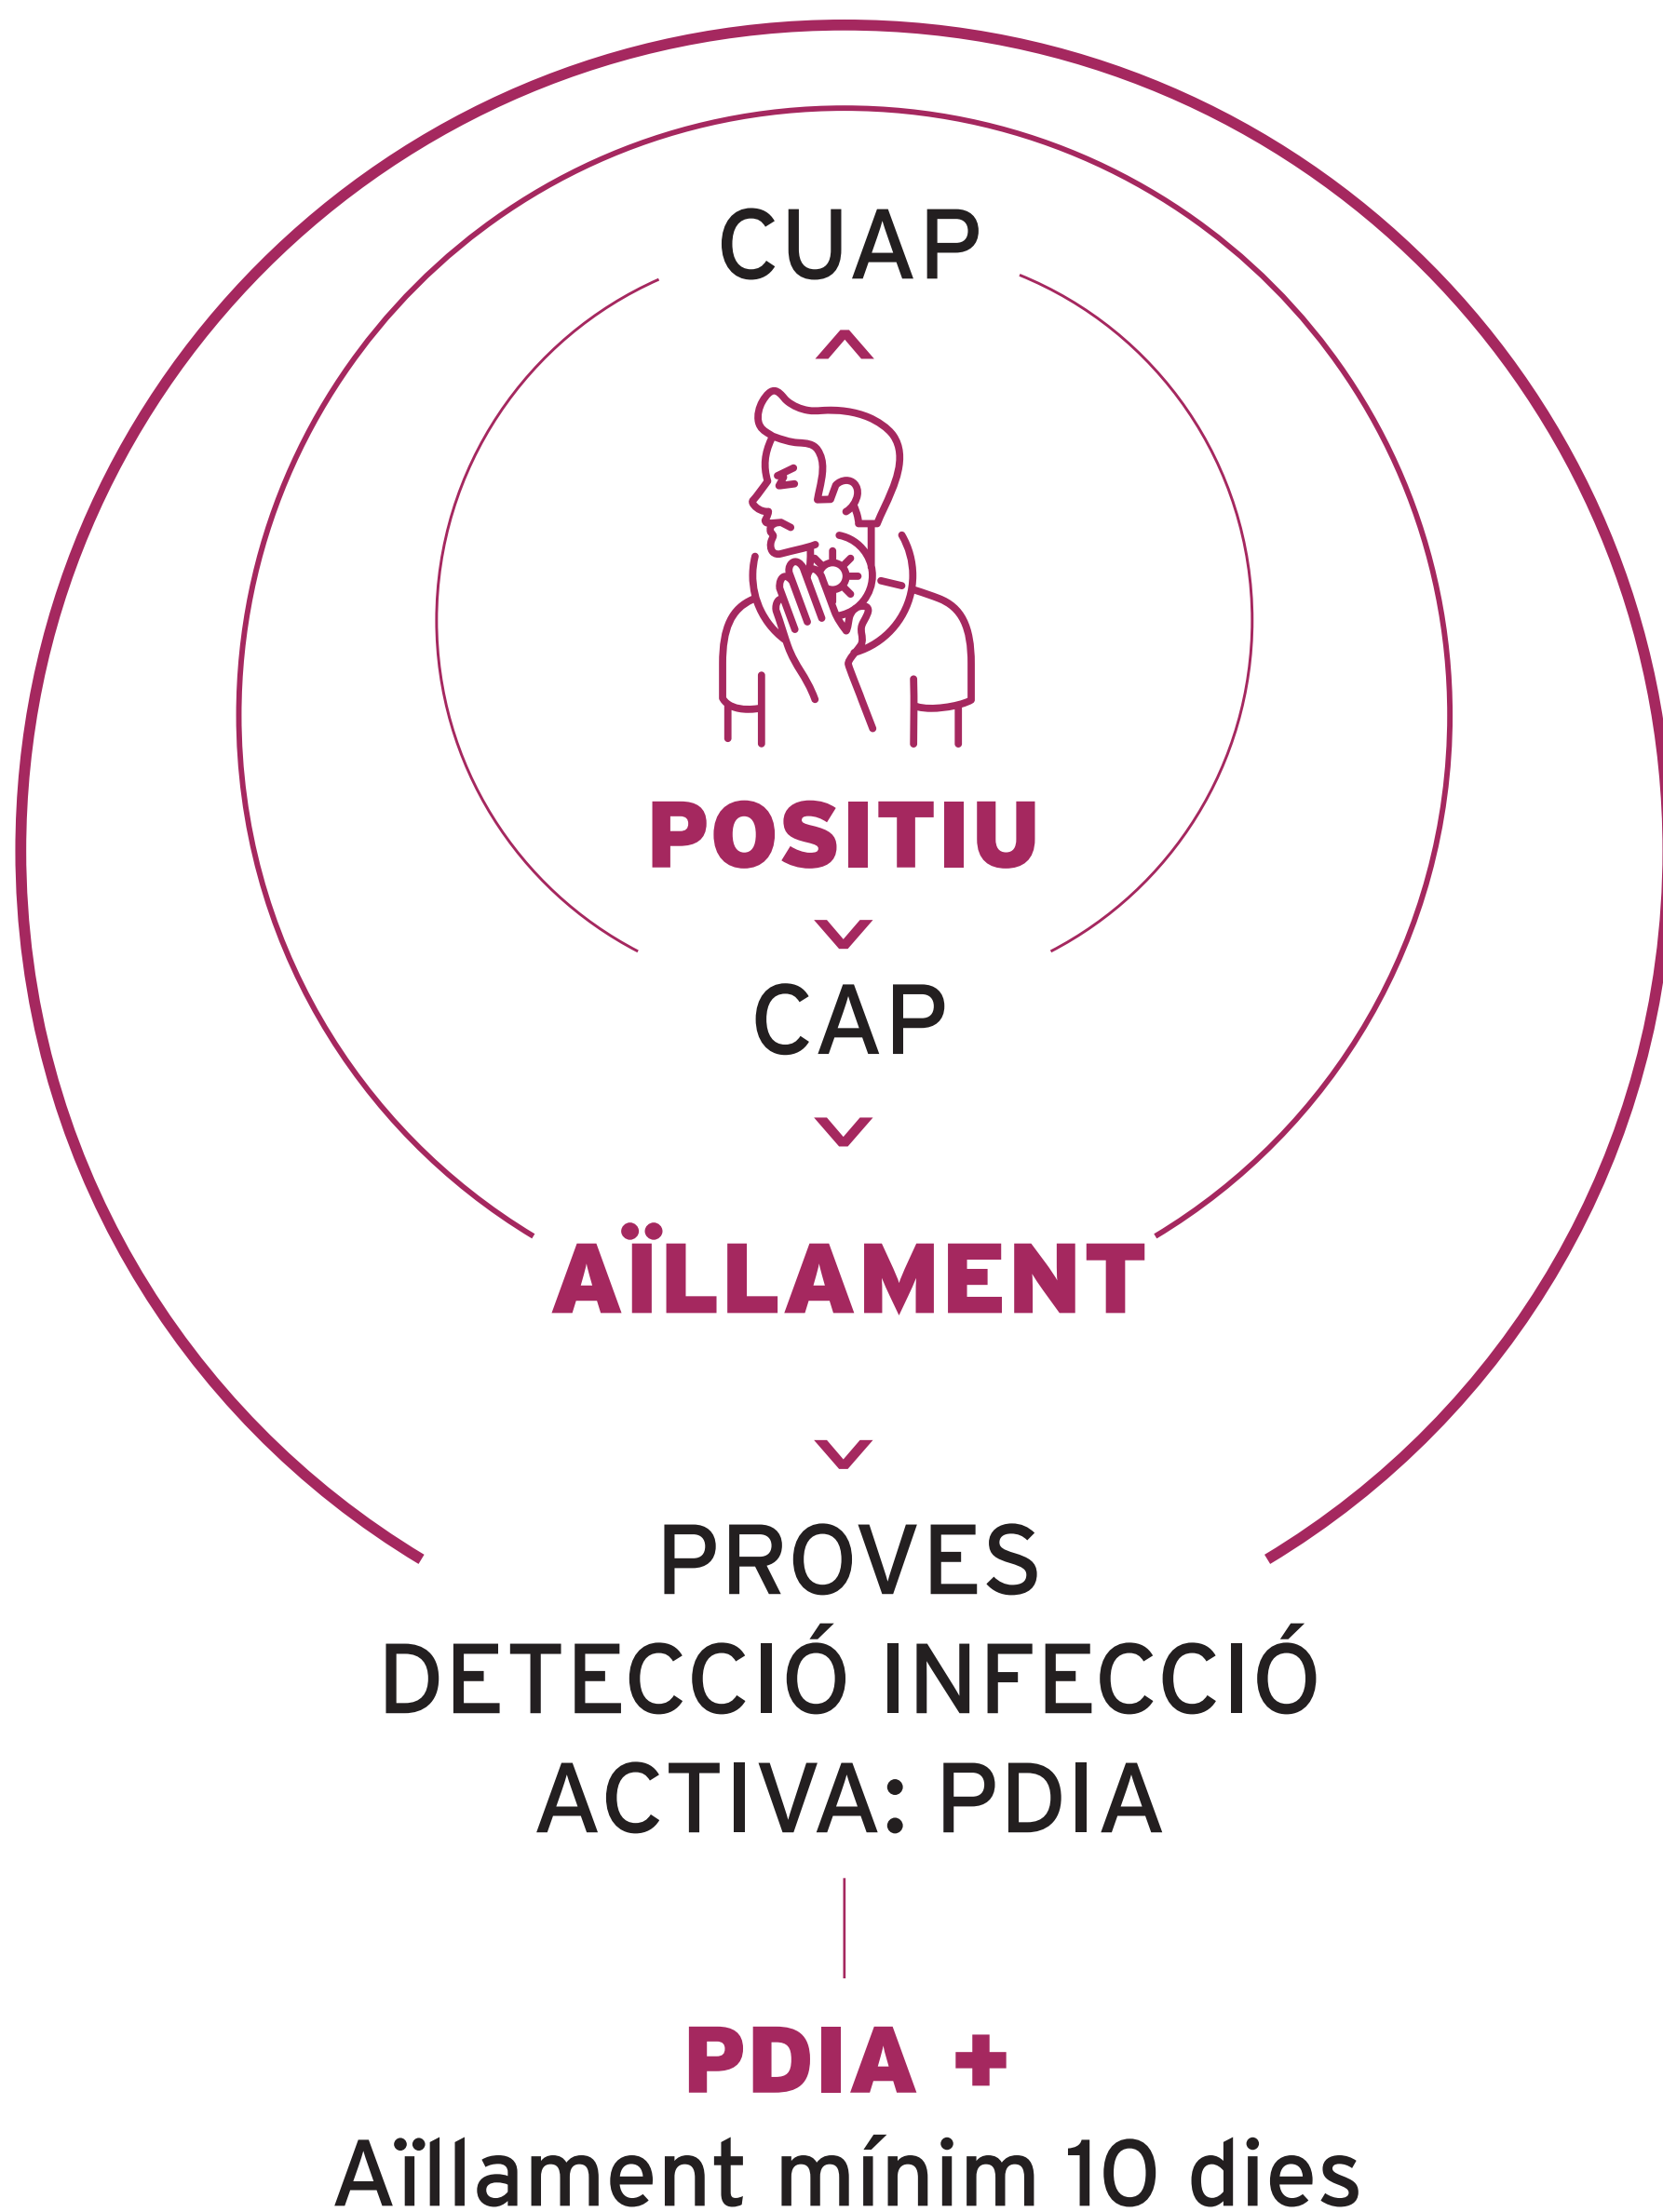 CUAP
POSITIU
CAP
AÏLLAMENT
PROVES
DETECCIÓ INFECCIÓ
ACTIVA: PDIA
PDIA +
Aïllament mínim 10 dies